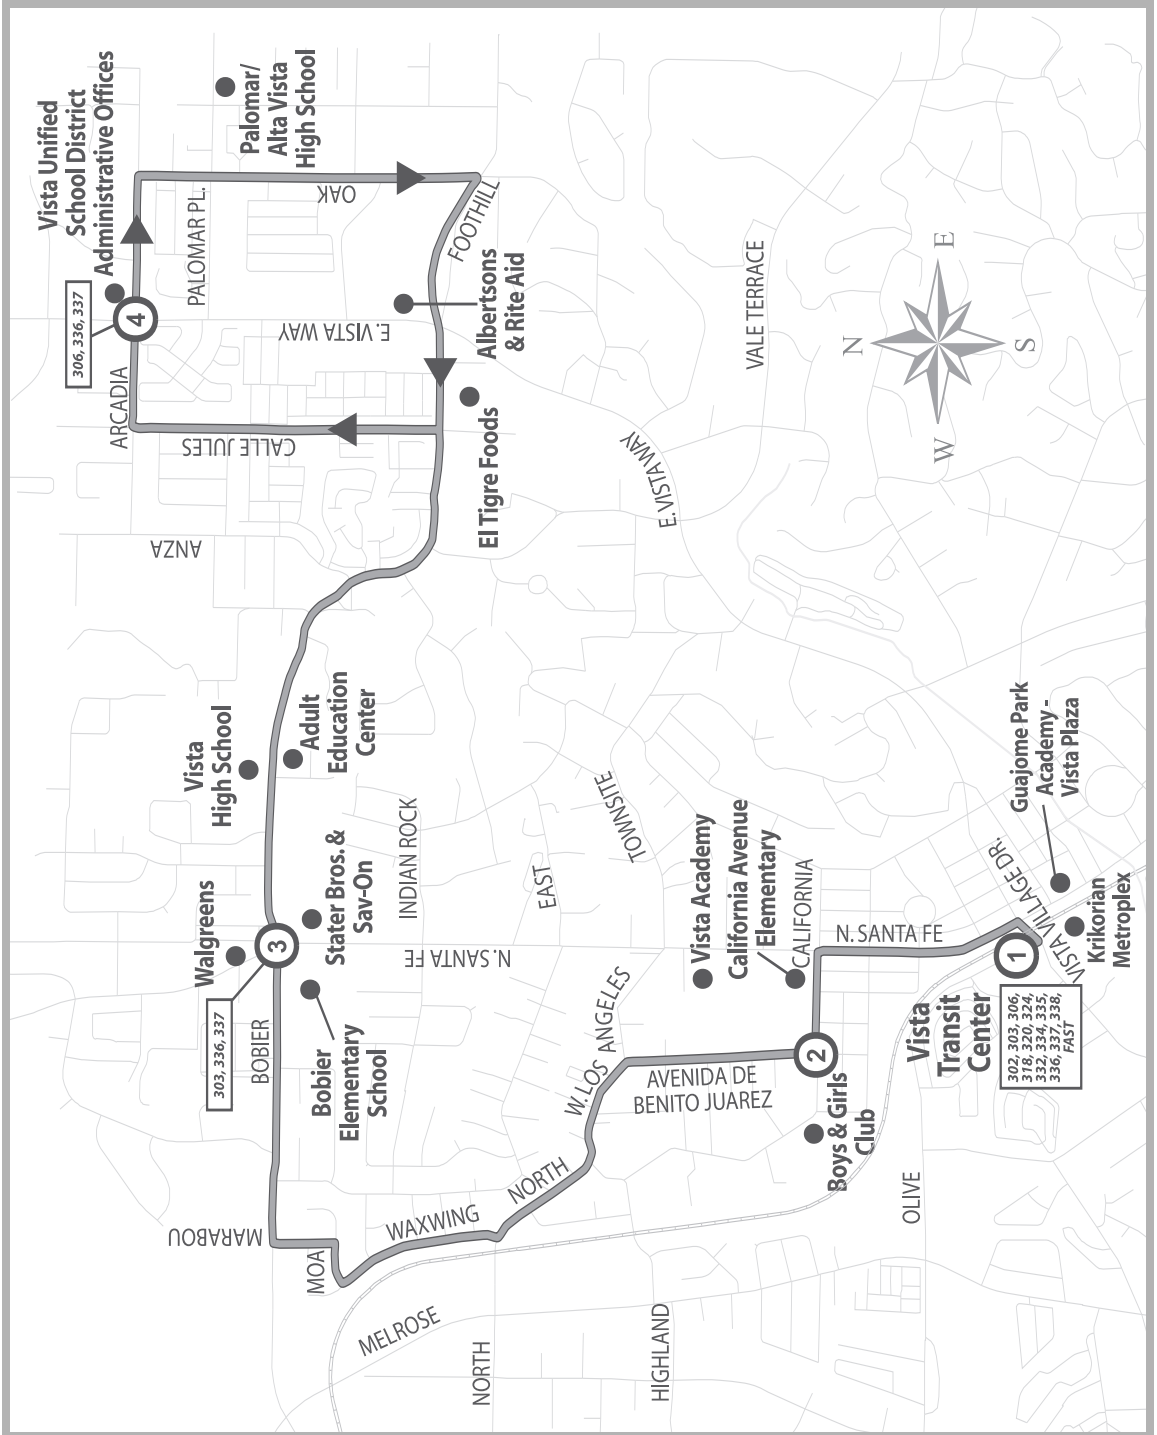 Vista Unified
School District
Administrative Offices
306, 336, 337
4
ARCADIA
PALOMAR PL.
Palomar/
Alta Vista
High School
OAK
FOOTHILL
E. VISTA WAY
Albertsons
& Rite Aid
CALLE JULES
El Tigre Foods
ANZA
E. VISTA WAY
VALE TERRACE
N
E
S
W
Vista
High School
Adult
Education
Center
Walgreens
3
303, 336, 337
Stater Bros. &
Sav-On
INDIAN ROCK
N. SANTA FE
BOBIER
Bobier
Elementary
School
EAST
TOWNSITE
Vista Academy
California Avenue
Elementary
CALIFORNIA
N. SANTA FE
Guajome Park
Academy -
Vista Plaza
VISTA VILLAGE DR.
Krikorian
Metroplex
1
Vista
Transit
Center
302, 303, 306,
318, 320, 324,
332, 334, 335,
336, 337, 338,
FAST
2
Boys & Girls
Club
AVENIDA DE
BENITO JUAREZ
W. LOS ANGELES
NORTH
WAXWING
MARABOU
MOA
MELROSE
NORTH
HIGHLAND
OLIVE